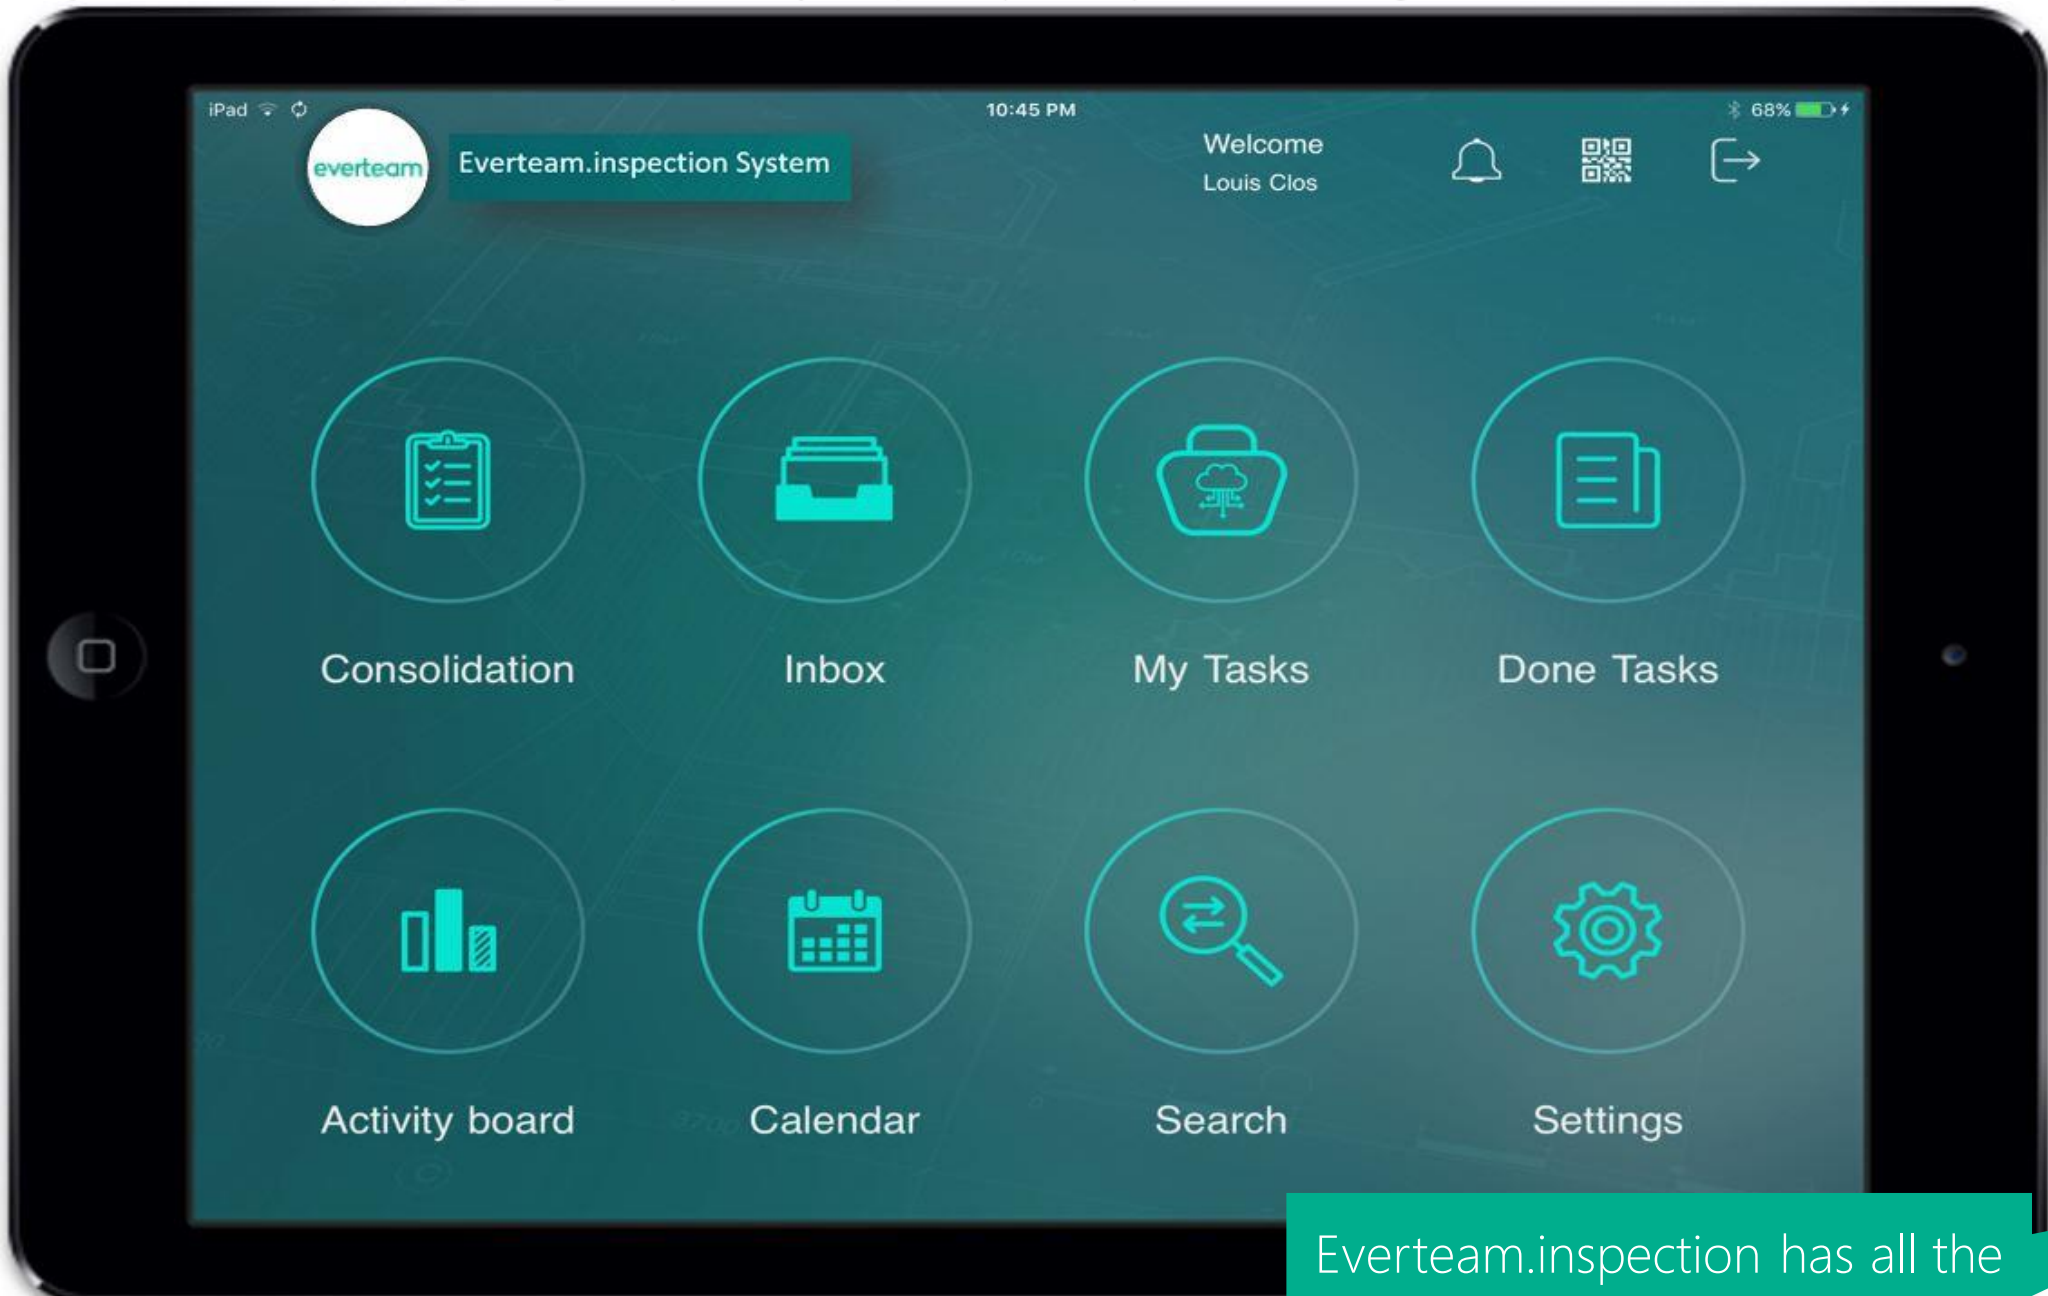 iPad
10:45 PM
68%
everteam
Everteam.inspection System
Welcome
Louis Clos
Consolidation
Inbox
My Tasks
Done Tasks
Activity board
Calendar
Search
Settings
3700
Everteam.inspection has all the